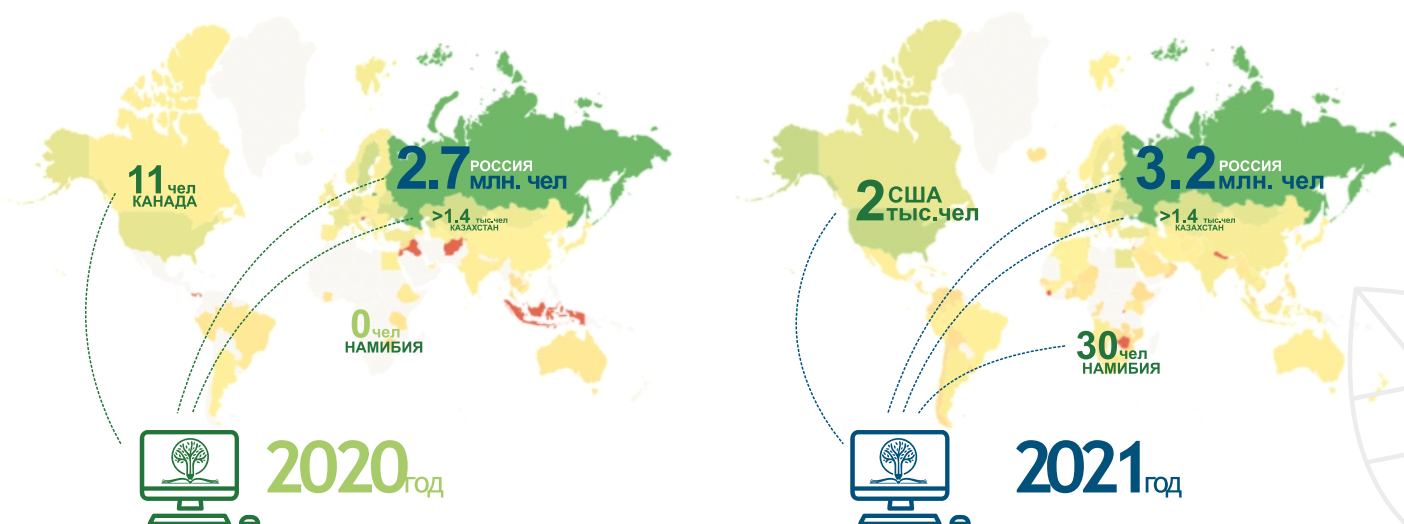 11 чел
КАНАДА
2.7 РОССИЯ
млн. чел
>1.4 тыс.чел
КАЗАХСТАН
0 чел
НАМИБИЯ
2020 год
2 США
тыс.чел
3.2 РОССИЯ
млн. чел
>1.4 тыс.чел
КАЗАХСТАН
30 чел
НАМИБИЯ
2021 год